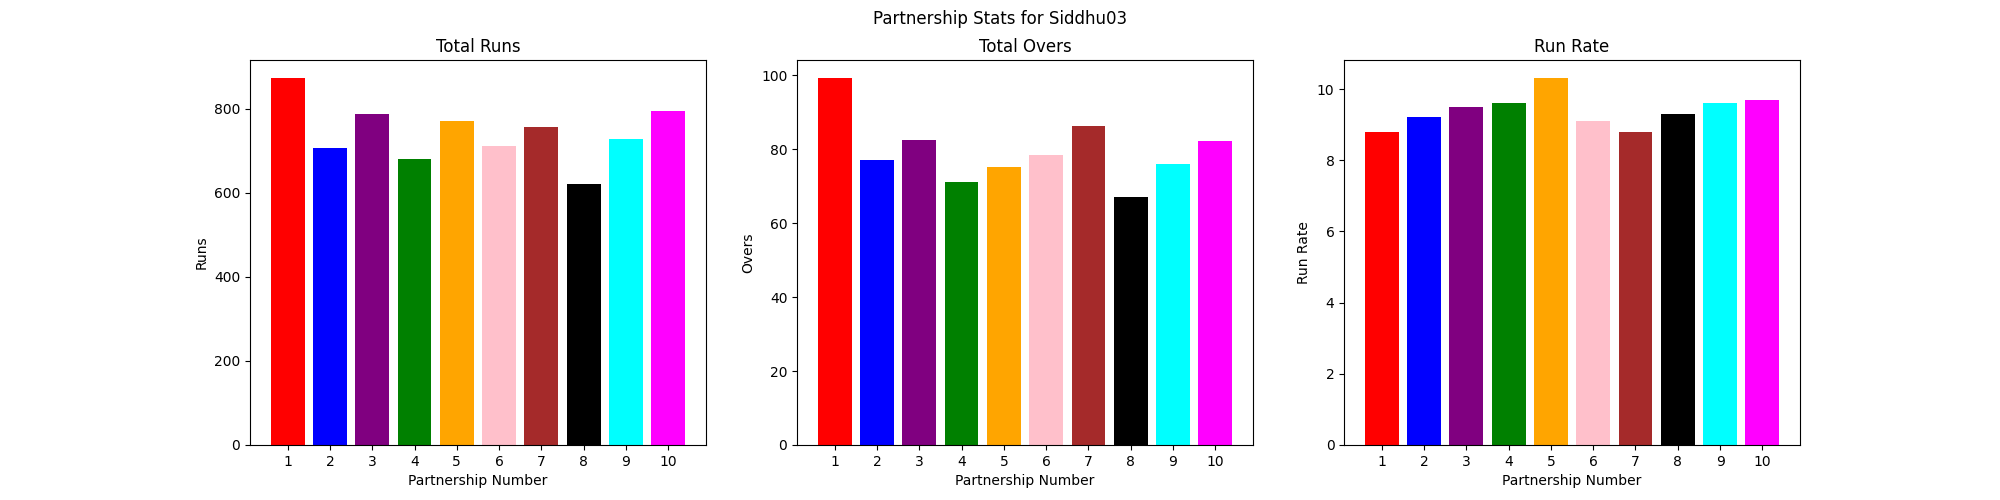 Partnership Stats for Siddhu03
Total Runs
Runs
800
600
400
200
0
1 2 3 4 5 6 7 8 9 10
Partnership Number
Total Overs
Overs
100
80
60
40
20
0
1 2 3 4 5 6 7 8 9 10
Partnership Number
Run Rate
Run Rate
10
8
6
4
2
0
1 2 3 4 5 6 7 8 9 10
Partnership Number